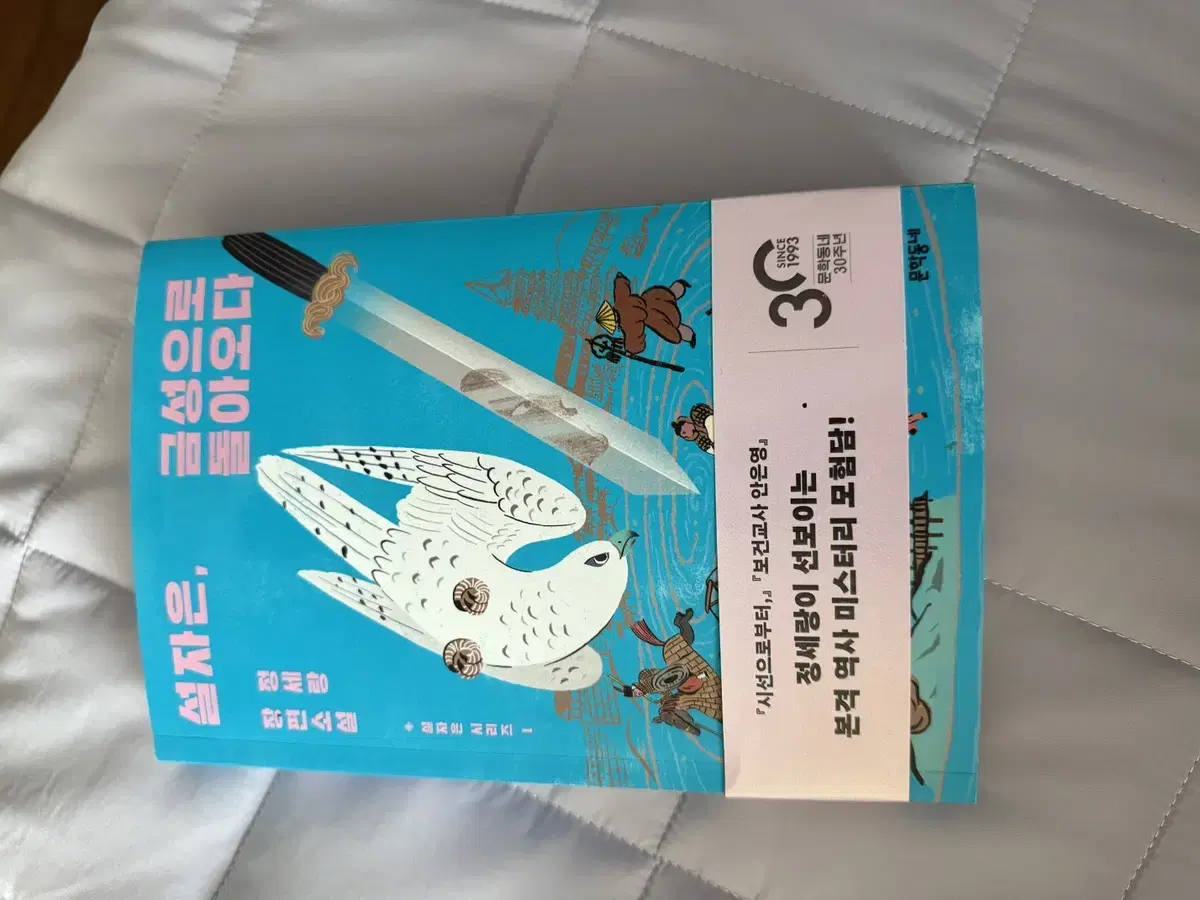 설자은,
금성으로
돌아오다
정세랑
장편소설
+ 설자은 시리즈 1
『시선으로부터,』『보건교사 안은영』
정세랑이 선보이는
본격 역사 미스터리 모험담!
30
SINCE
1993
문학동네
30주년
문학동네